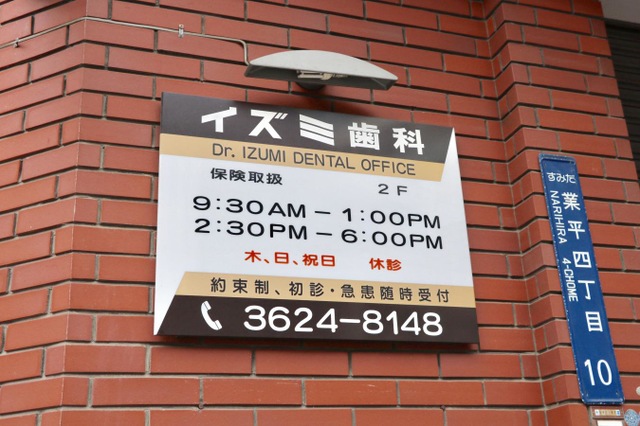 イズミ歯科
Dr. IZUMI DENTAL OFFICE
保険取扱 2F
9:30AM－1:00PM
2:30PM－6:00PM
木、日、祝日 休診
約束制、初診・急患随時受付
3624-8148
すみだ
業平四丁目
NARIHIRA 4-CHOME
10